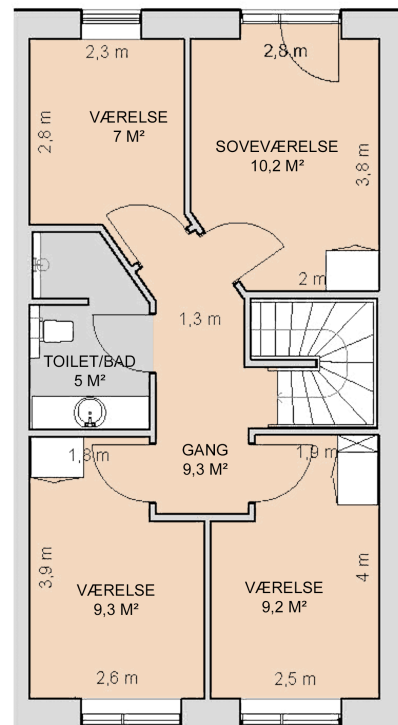 2,3 m
2,8 m
2,8 m
VÆRELSE
7 M²
SOVEVÆRELSE
10,2 M²
3,8 m
2 m
1,3 m
TOILET/BAD
5 M²
GANG
9,3 M²
1,8 m
1,9 m
3,9 m
VÆRELSE
9,3 M²
VÆRELSE
9,2 M²
4 m
2,6 m
2,5 m